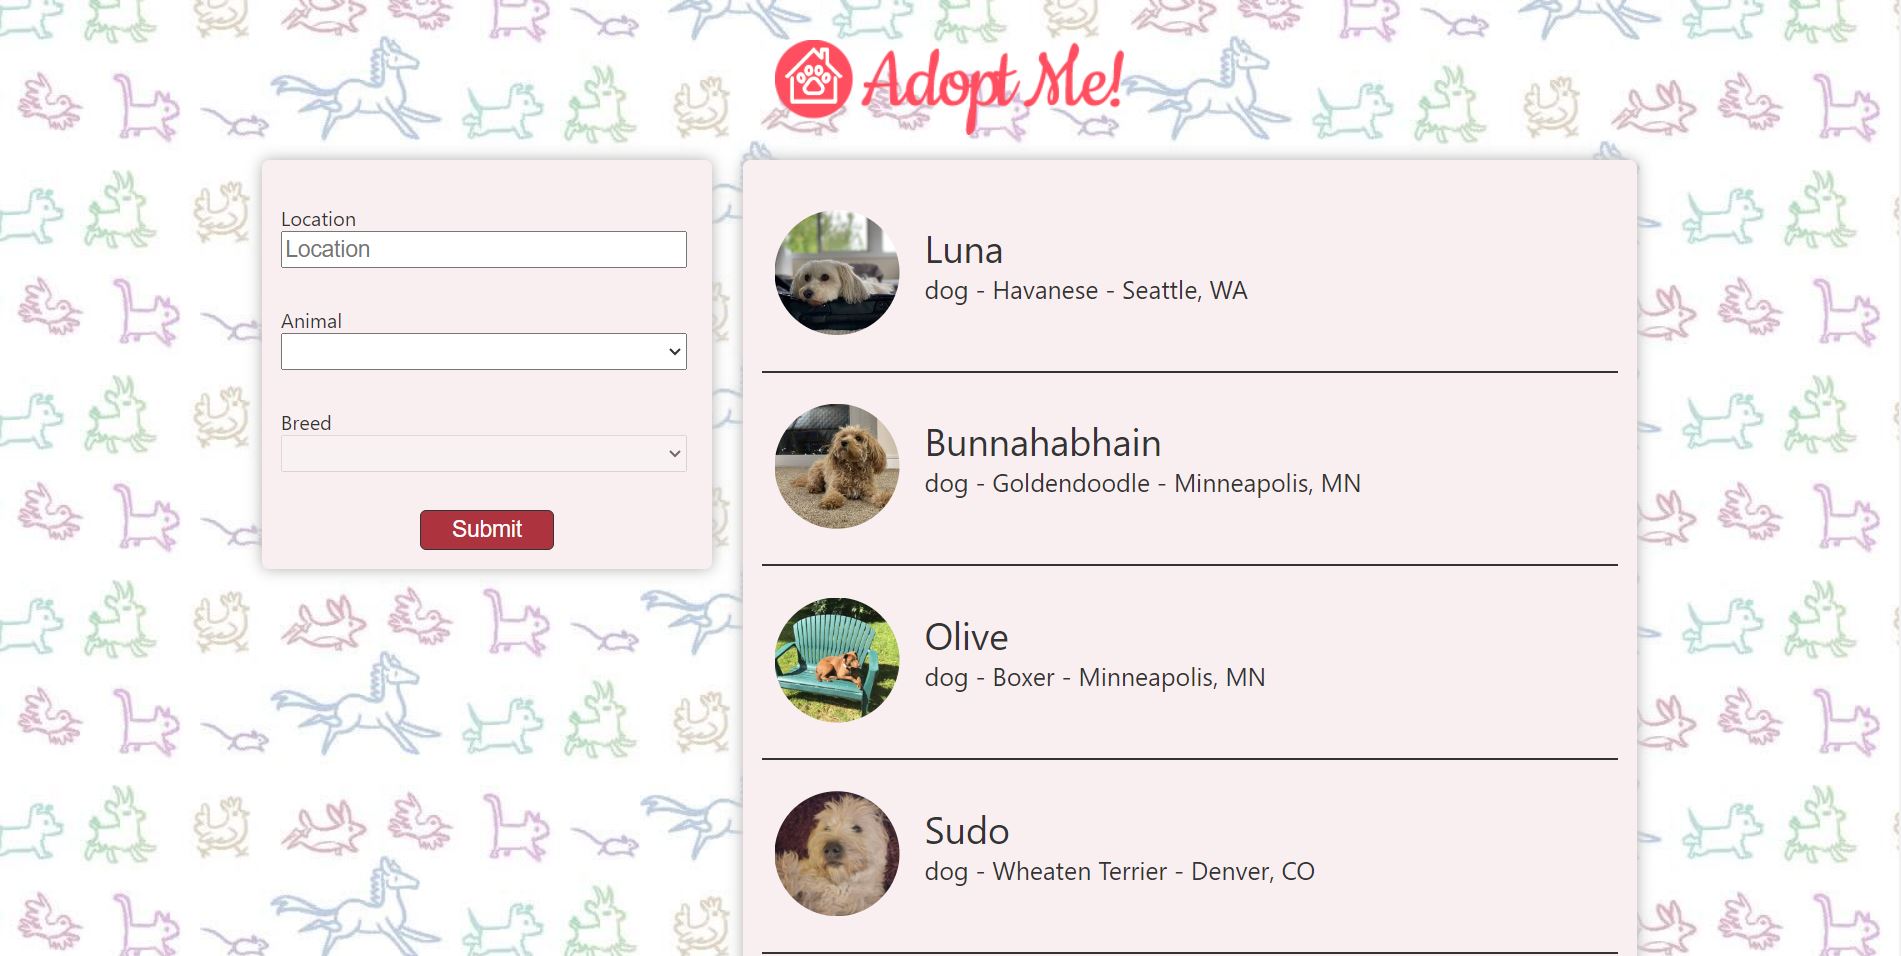 Adopt Me!
Location
Location
Animal
Breed
Submit
Luna
dog - Havanese - Seattle, WA
Bunnahabhain
dog - Goldendoodle - Minneapolis, MN
Olive
dog - Boxer - Minneapolis, MN
Sudo
dog - Wheaten Terrier - Denver, CO